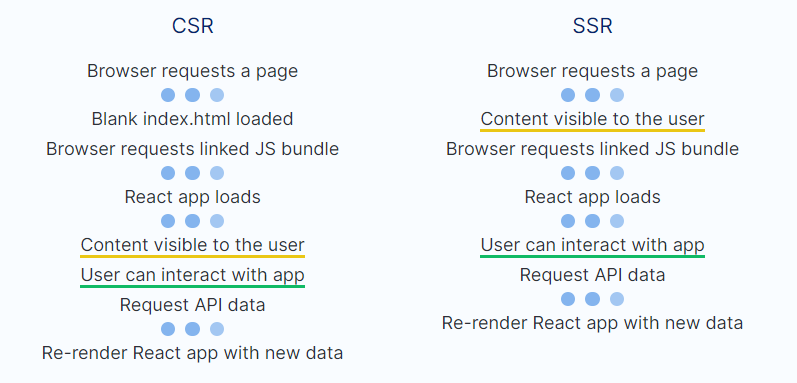 CSR
Browser requests a page
Blank index.html loaded
Browser requests linked JS bundle
React app loads
Content visible to the user
User can interact with app
Request API data
Re-render React app with new data
SSR
Browser requests a page
Content visible to the user
Browser requests linked JS bundle
React app loads
User can interact with app
Request API data
Re-render React app with new data